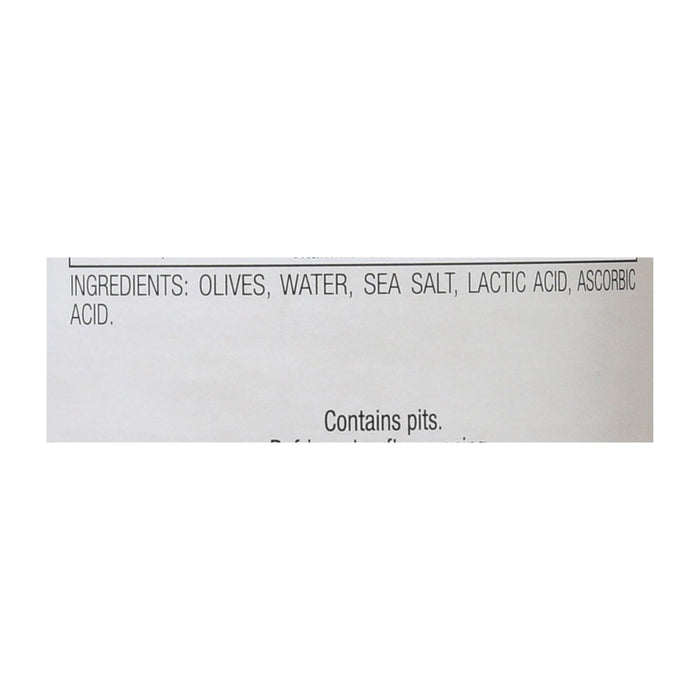 INGREDIENTS: OLIVES, WATER, SEA SALT, LACTIC ACID, ASCORBIC
ACID.
Contains pits.